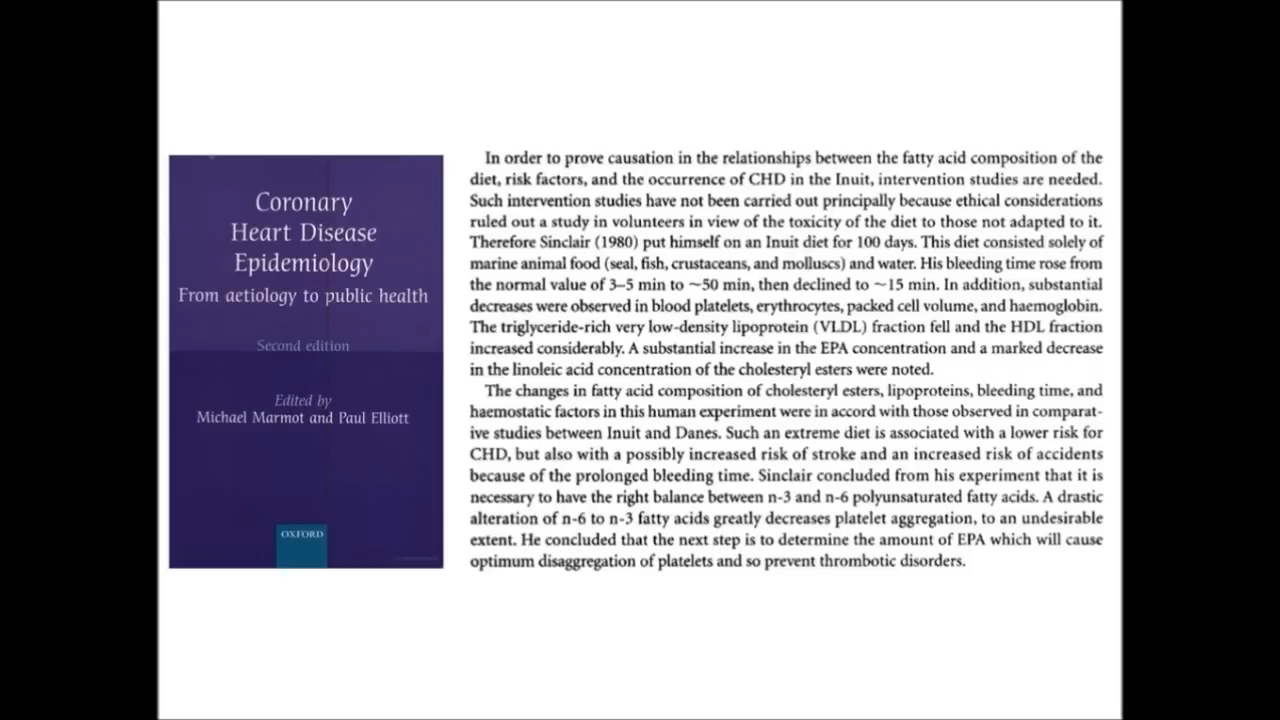 Coronary
Heart Disease
Epidemiology
From aetiology to public health
Second edition
Edited by
Michael Marmot and Paul Elliott
OXFORD
In order to prove causation in the relationships between the fatty acid composition of the
diet, risk factors, and the occurrence of CHD in the Inuit, intervention studies are needed.
Such intervention studies have not been carried out principally because ethical considerations
ruled out a study in volunteers in view of the toxicity of the diet to those not adapted to it.
Therefore Sinclair (1980) put himself on an Inuit diet for 100 days. This diet consisted solely of
marine animal food (seal, fish, crustaceans, and molluscs) and water. His bleeding time rose from
the normal value of 3–5 min to ~50 min, then declined to ~15 min. In addition, substantial
decreases were observed in blood platelets, erythrocytes, packed cell volume, and haemoglobin.
The triglyceride-rich very low-density lipoprotein (VLDL) fraction fell and the HDL fraction
increased considerably. A substantial increase in the EPA concentration and a marked decrease
in the linoleic acid concentration of the cholesteryl esters were noted.
The changes in fatty acid composition of cholesteryl esters, lipoproteins, bleeding time, and
haemostatic factors in this human experiment were in accord with those observed in comparat-
ive studies between Inuit and Danes. Such an extreme diet is associated with a lower risk for
CHD, but also with a possibly increased risk of stroke and an increased risk of accidents
because of the prolonged bleeding time. Sinclair concluded from his experiment that it is
necessary to have the right balance between n-3 and n-6 polyunsaturated fatty acids. A drastic
alteration of n-6 to n-3 fatty acids greatly decreases platelet aggregation, to an undesirable
extent. He concluded that the next step is to determine the amount of EPA which will cause
optimum disaggregation of platelets and so prevent thrombotic disorders.